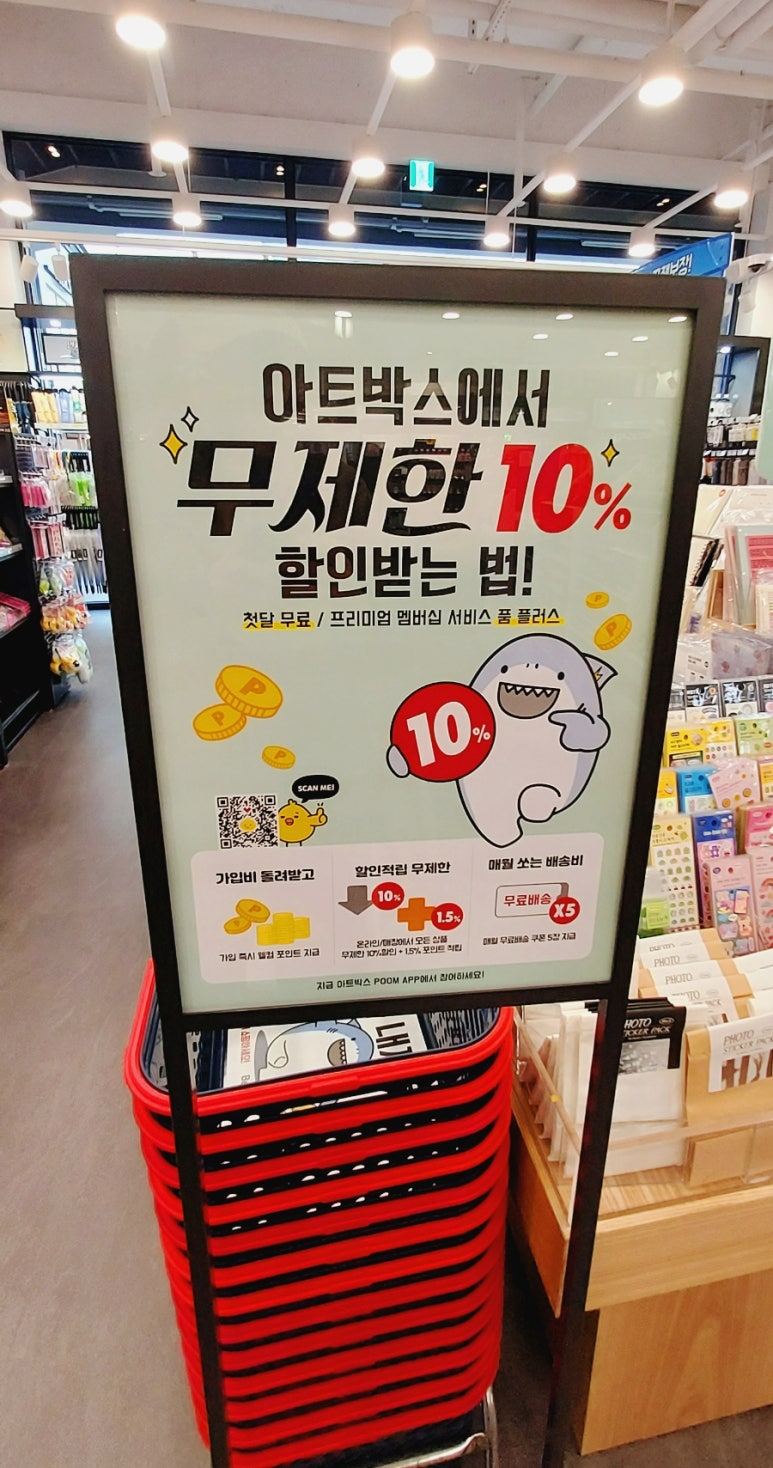 아트박스에서
무제한 10%
할인받는 법!
첫달 무료 / 프리미엄 멤버십 서비스 품 플러스
P
P
P
10%
SCAN ME!
가입비 돌려받고
가입 즉시 웰컴 포인트 지급
할인적립 무제한
10%
1.5%
온라인/매장에서 모든 상품
무제한 10%할인 + 1.5% 포인트 적립
매월 쏘는 배송비
무료배송
X5
매월 무료배송 쿠폰 5장 지급
지금 아트박스 POOM APP에서 참여하세요!
PHOTO
PHOTO
PHOTO
STICKER PACK
PHOTO
STICKER PACK